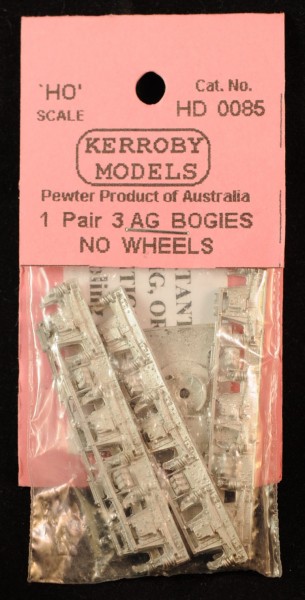 'HO'
SCALE
Cat. No.
HD 0085
KERROBY
MODELS
Pewter Product of Australia
1 Pair 3 AG BOGIES
NO WHEELS